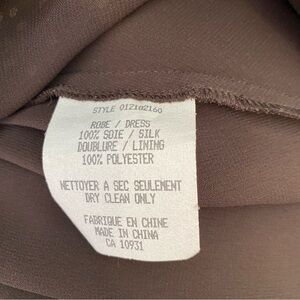 STYLE 012102160
ROBE / DRESS
100% SOIE / SILK
DOUBLURE / LINING
100% POLYESTER
NETTOYER A SEC SEULEMENT
DRY CLEAN ONLY
FABRIQUE EN CHINE
MADE IN CHINA
CA 10931